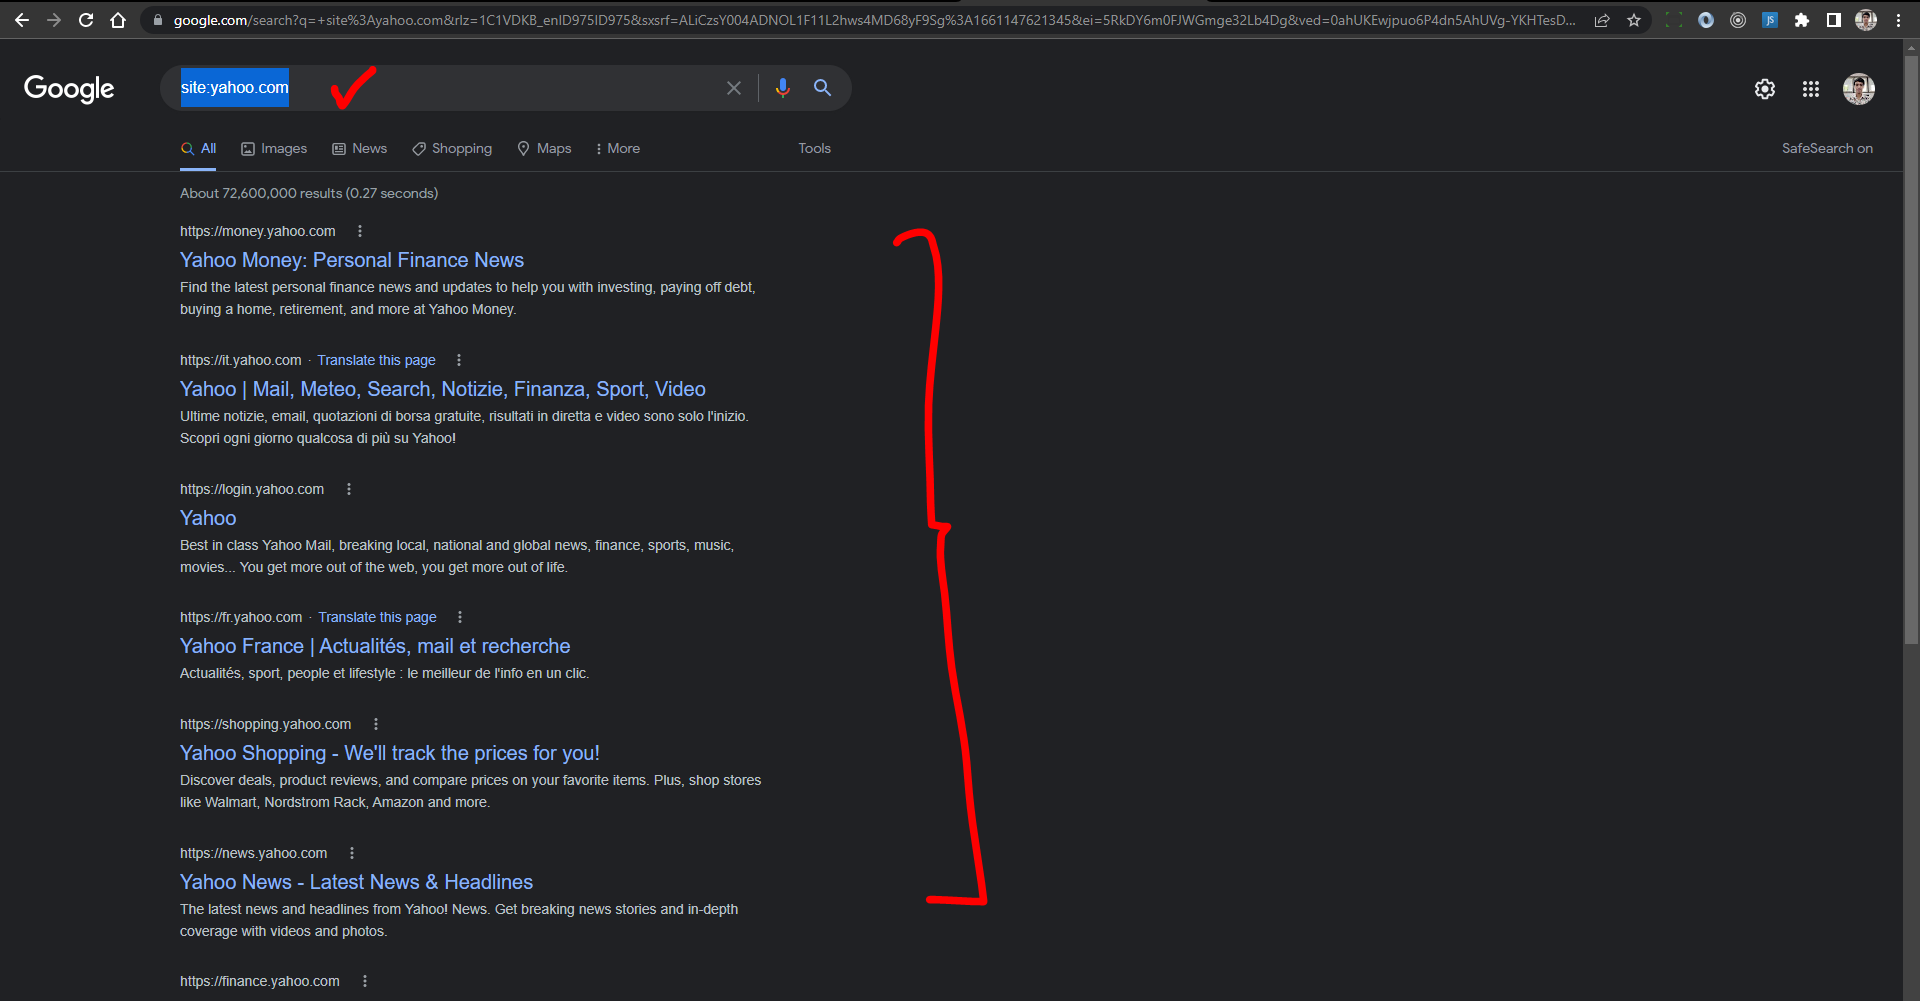 google.com/search?q=+site%3Ayahoo.com&rlz=1C1VDKB_enID975ID975&sxsrf=ALiCzsY004ADNOL1F11L2hws4MD68yF9Sg%3A1661147621345&ei=5RkDY6m0FJWGmge32Lb4Dg&ved=0ahUKEwjpuo6P4dn5AhUVg-YKHTesD...
Google
site:yahoo.com
All Images News Shopping Maps More Tools SafeSearch on
About 72,600,000 results (0.27 seconds)
https://money.yahoo.com
Yahoo Money: Personal Finance News
Find the latest personal finance news and updates to help you with investing, paying off debt,
buying a home, retirement, and more at Yahoo Money.
https://it.yahoo.com · Translate this page
Yahoo | Mail, Meteo, Search, Notizie, Finanza, Sport, Video
Ultime notizie, email, quotazioni di borsa gratuite, risultati in diretta e video sono solo l'inizio.
Scopri ogni giorno qualcosa di più su Yahoo!
https://login.yahoo.com
Yahoo
Best in class Yahoo Mail, breaking local, national and global news, finance, sports, music,
movies... You get more out of the web, you get more out of life.
https://fr.yahoo.com · Translate this page
Yahoo France | Actualités, mail et recherche
Actualités, sport, people et lifestyle : le meilleur de l'info en un clic.
https://shopping.yahoo.com
Yahoo Shopping - We'll track the prices for you!
Discover deals, product reviews, and compare prices on your favorite items. Plus, shop stores
like Walmart, Nordstrom Rack, Amazon and more.
https://news.yahoo.com
Yahoo News - Latest News & Headlines
The latest news and headlines from Yahoo! News. Get breaking news stories and in-depth
coverage with videos and photos.
https://finance.yahoo.com